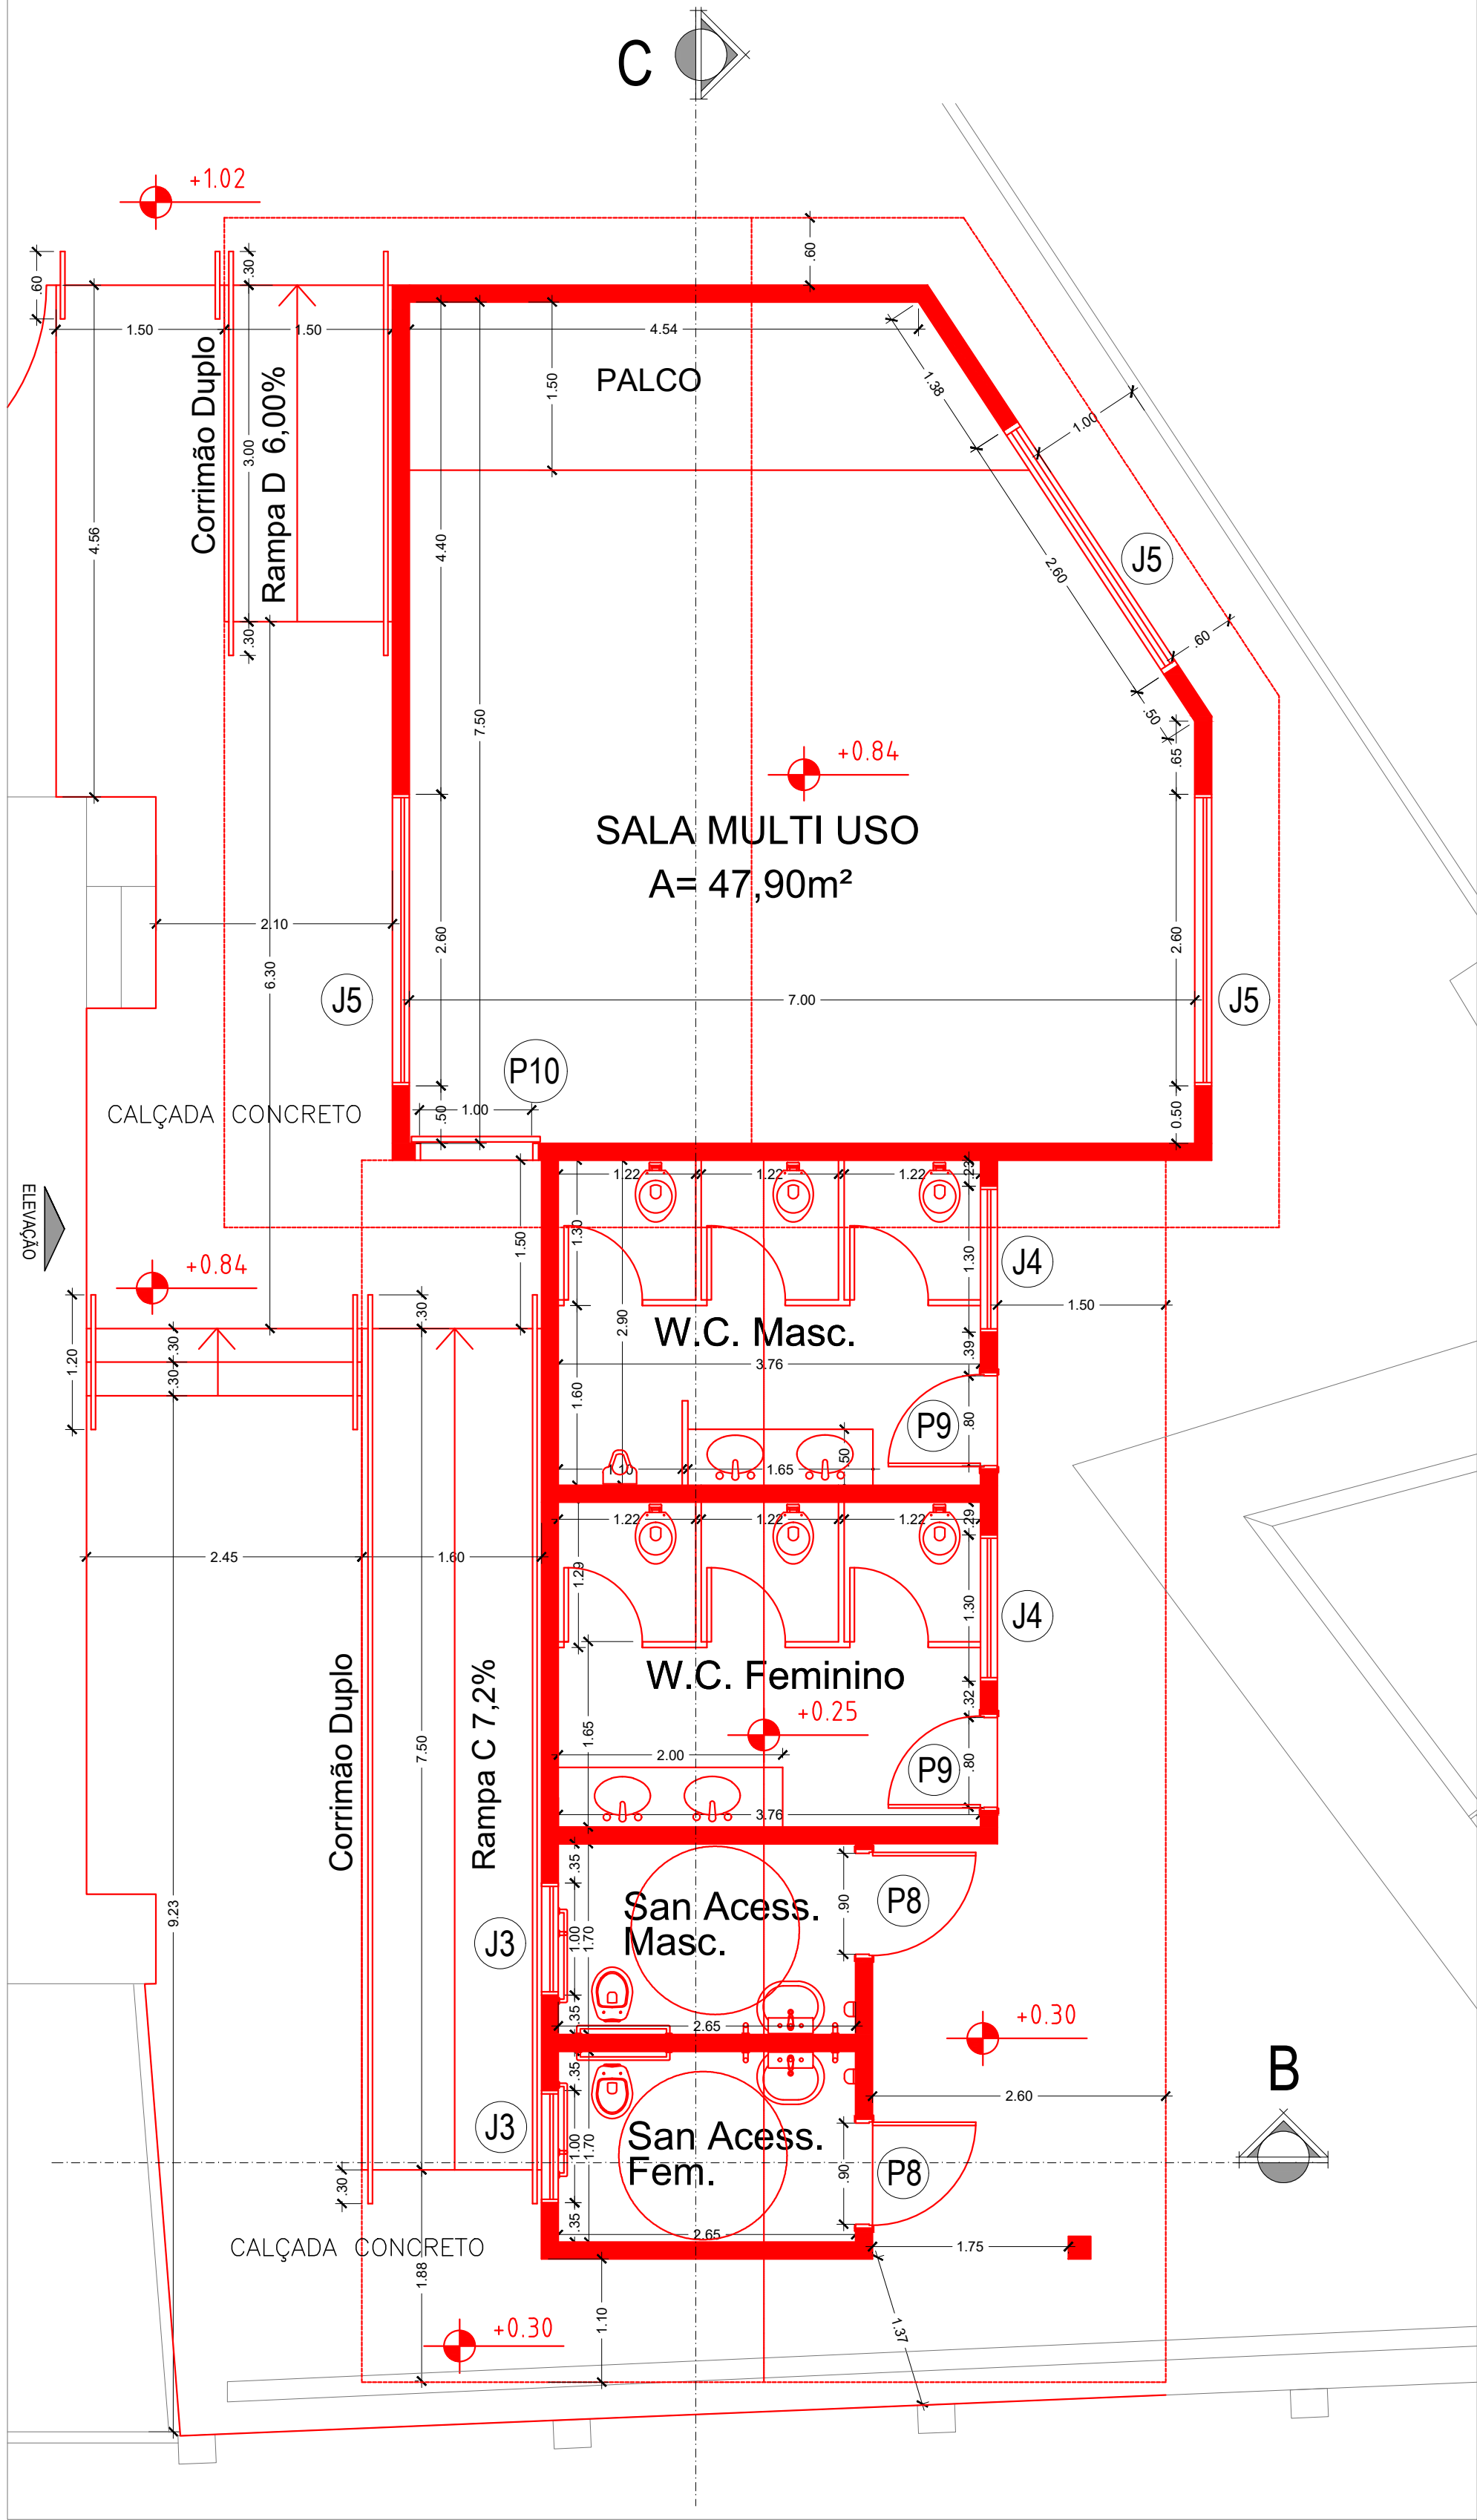 C
+1.02
.60
.30
.60
1.50
1.50
4.54
Corrimão Duplo
Rampa D 6,00%
3.00
.30
4.56
1.50
PALCO
1.38
1.00
4.40
7.50
2.60
J5
.60
.50
.65
+0.84
SALA MULTI USO
A= 47,90m²
2.10
6.30
2.60
2.60
J5
7.00
J5
P10
1.00
.50
0.50
CALÇADA CONCRETO
ELEVAÇÃO
+0.84
1.22
1.22
1.22
.23
1.30
1.50
2.90
1.30
J4
1.50
.30
.30
.30
1.20
W.C. Masc.
3.76
.39
1.60
P9
.80
1.10
1.65
.50
1.22
1.22
1.22
.29
2.45
1.60
1.29
1.30
J4
W.C. Feminino
+0.25
.32
1.65
2.00
P9
.80
3.76
Corrimão Duplo
Rampa C 7,2%
7.50
9.23
.35
San Acess.
Masc.
.90
P8
J3
1.00
1.70
.35
2.65
+0.30
B
.35
2.60
J3
1.00
1.70
San Acess.
Fem.
.90
P8
.30
.35
2.65
CALÇADA CONCRETO
1.75
1.88
1.10
1.37
+0.30